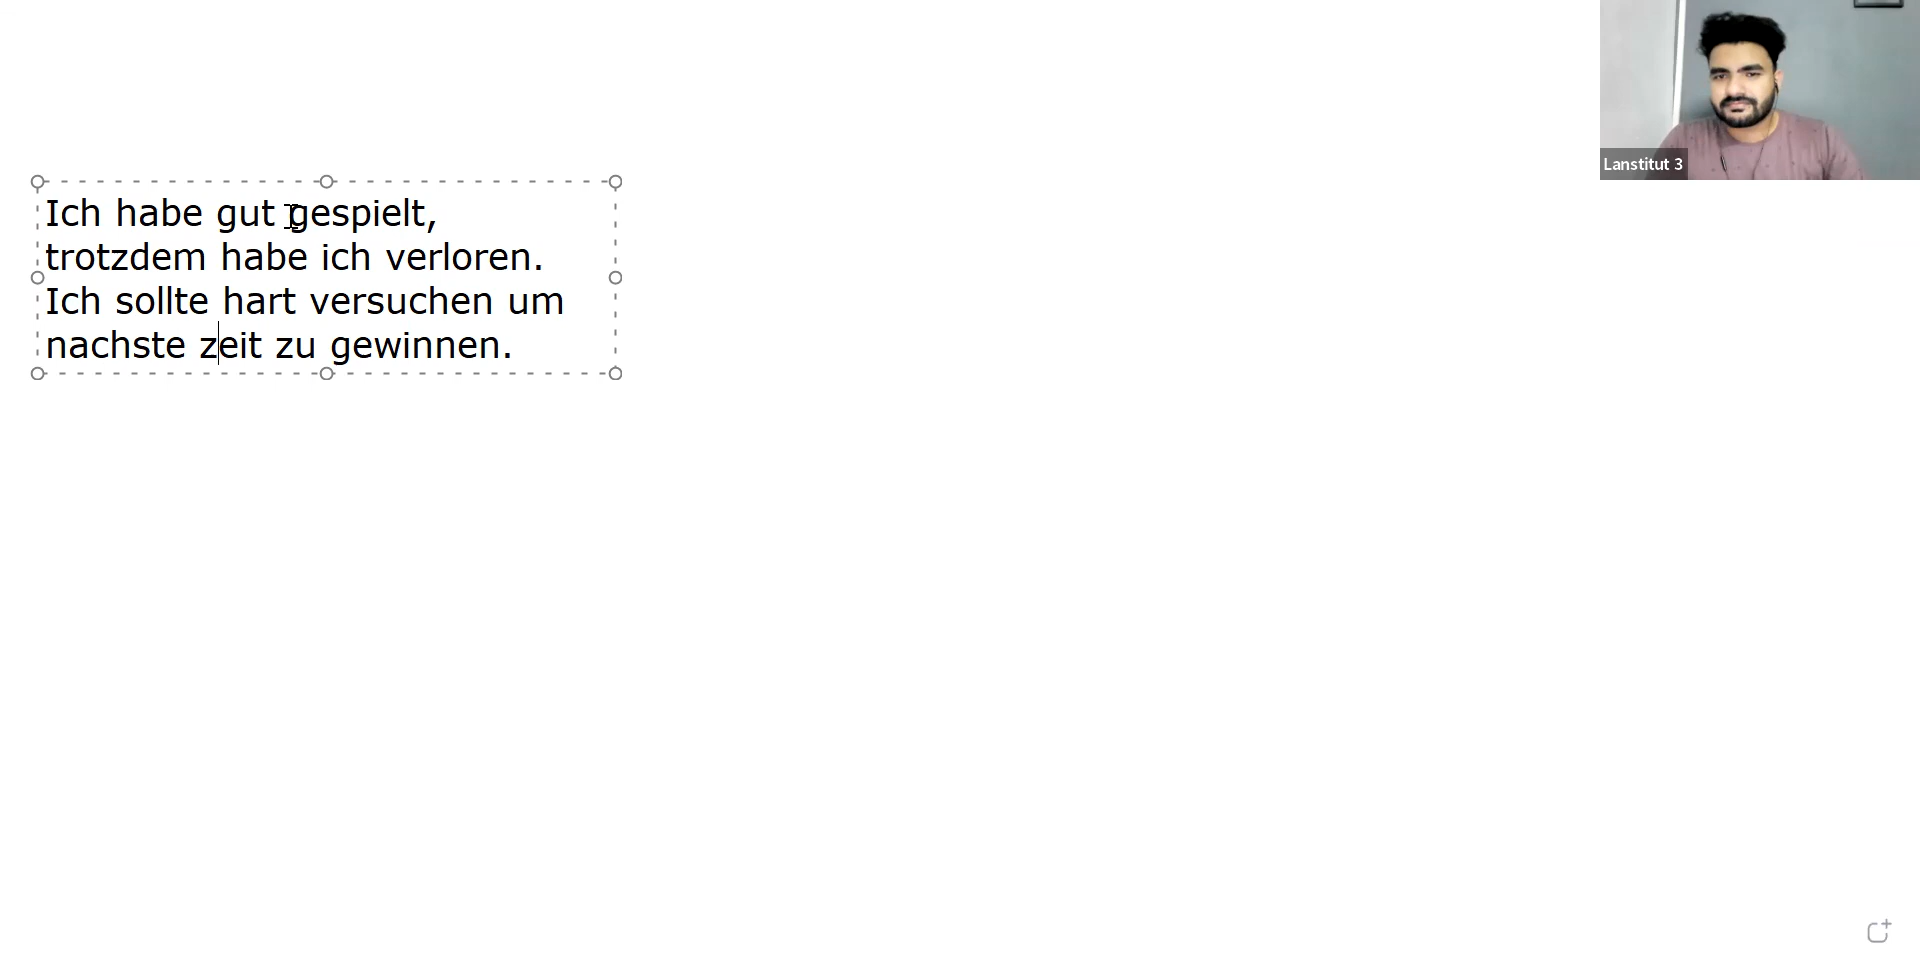 Ich habe gut gespielt,
trotzdem habe ich verloren.
Ich sollte hart versuchen um
nachste zeit zu gewinnen.
Lanstitut 3